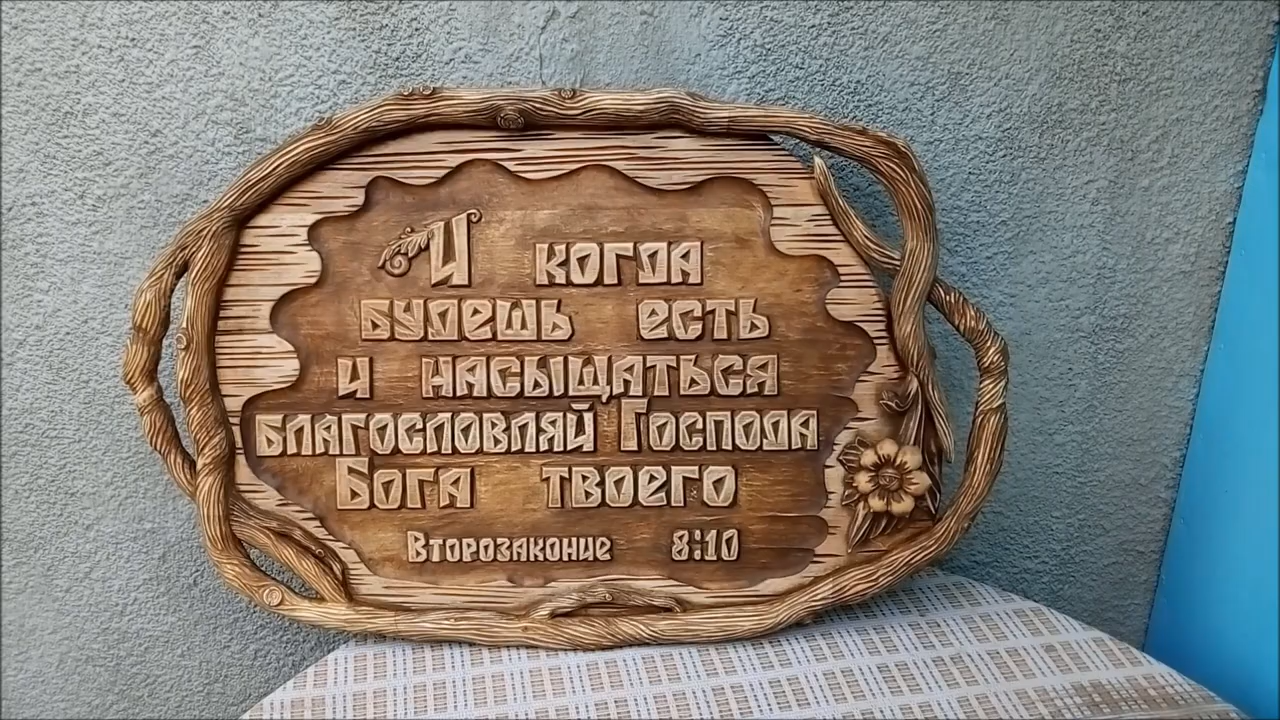 И когда
будешь есть
и насыщаться
благословляй Господа
Бога твоего
Второзаконие 8:10